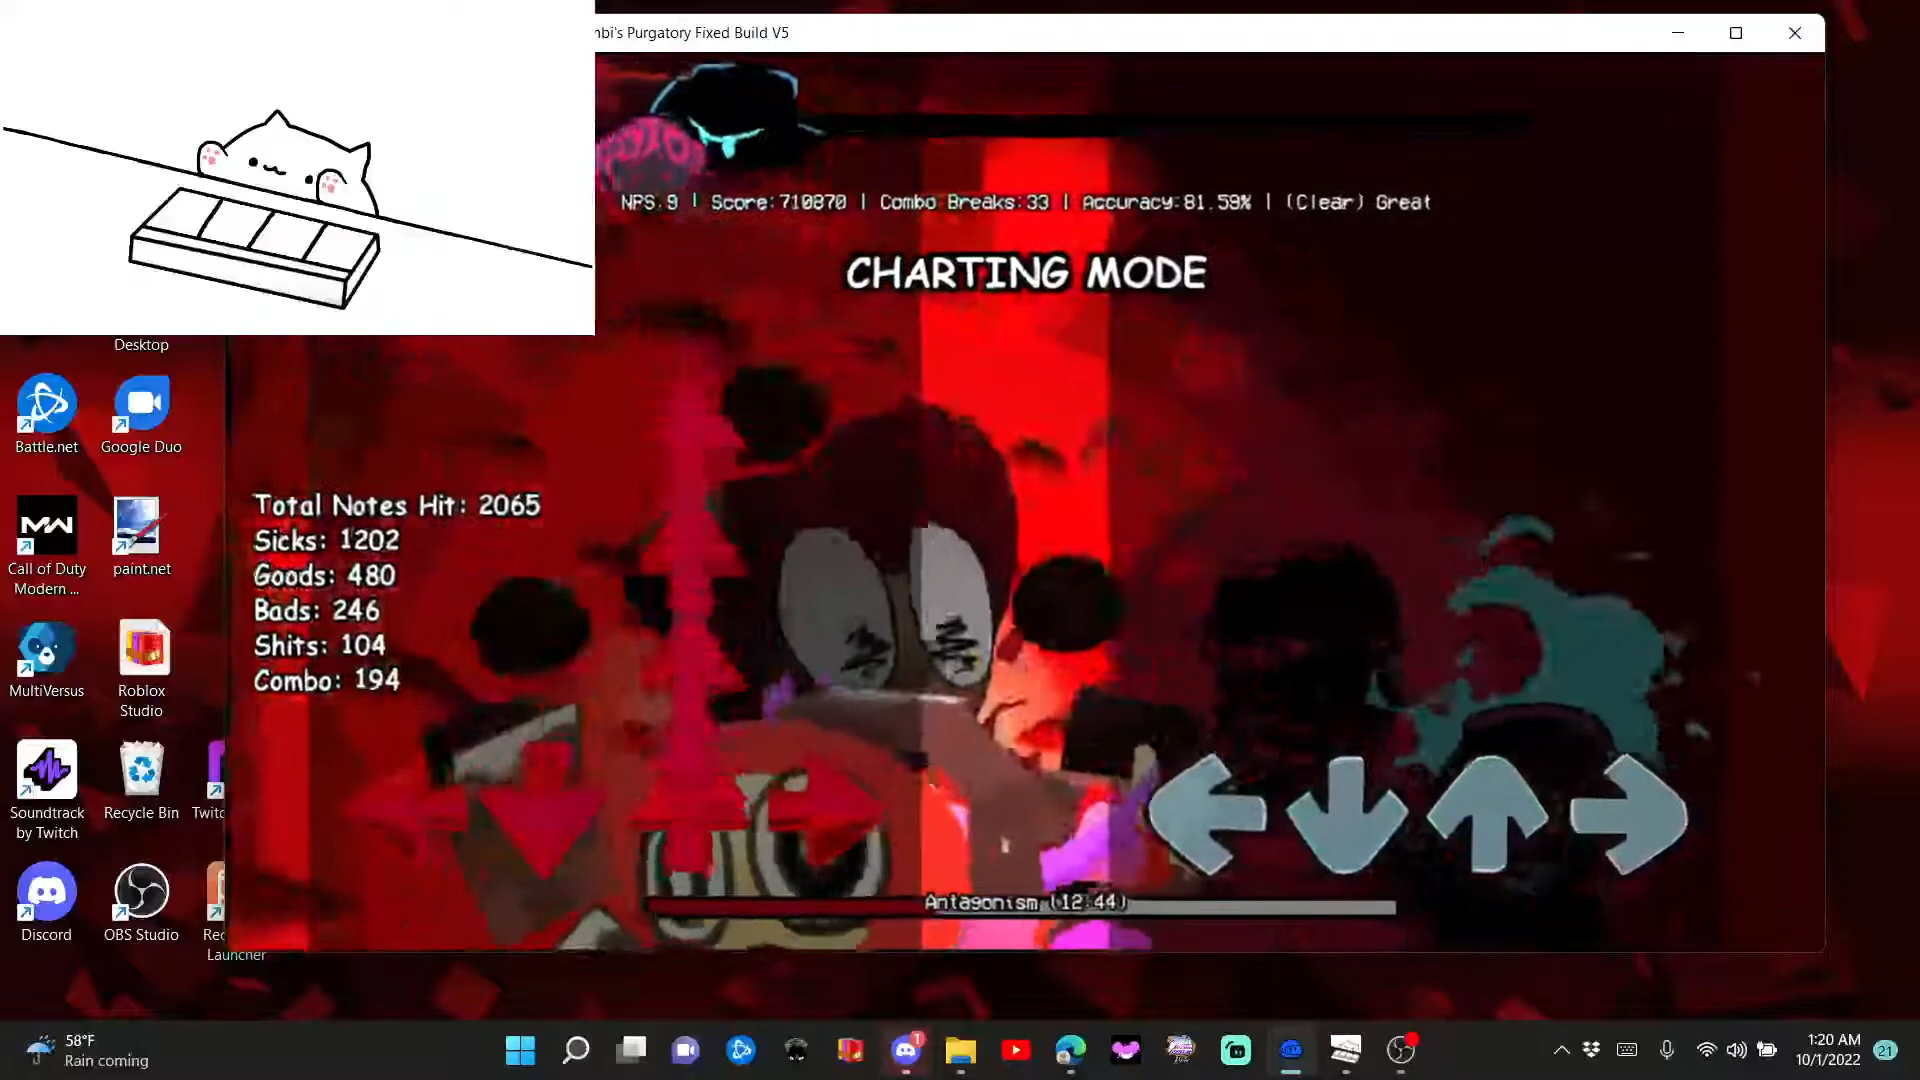 mbi's Purgatory Fixed Build V5
NPS:9 | Score:710870 | Combo Breaks:33 | Accuracy:81.59% | (Clear) Great
CHARTING MODE
Desktop
Battle.net
Google Duo
Total Notes Hit: 2065
Sicks: 1202
Goods: 480
Bads: 246
Shits: 104
Combo: 194
MW
Call of Duty
Modern ...
paint.net
MultiVersus
Roblox
Studio
Soundtrack
by Twitch
Recycle Bin
Twitc
Antagonism (12:44)
Discord
OBS Studio
Rec
Launcher
58°F
Rain coming
1
1:20 AM
10/1/2022
21